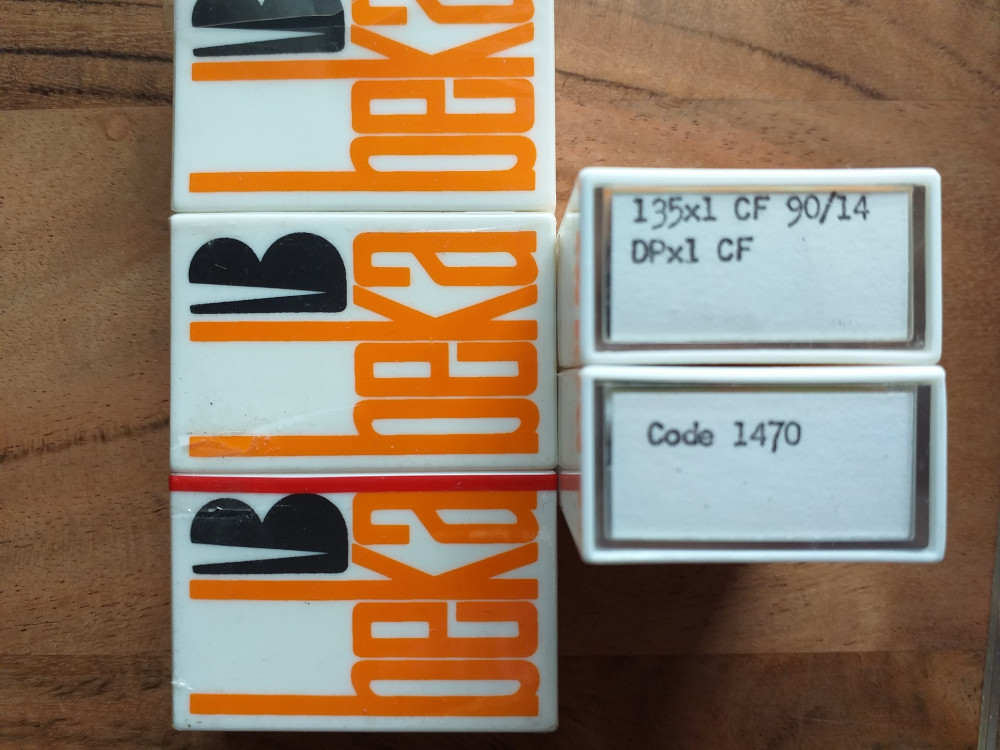 B beka
B beka
B beka
135x1 CF 90/14
DPx1 CF
Code 1470